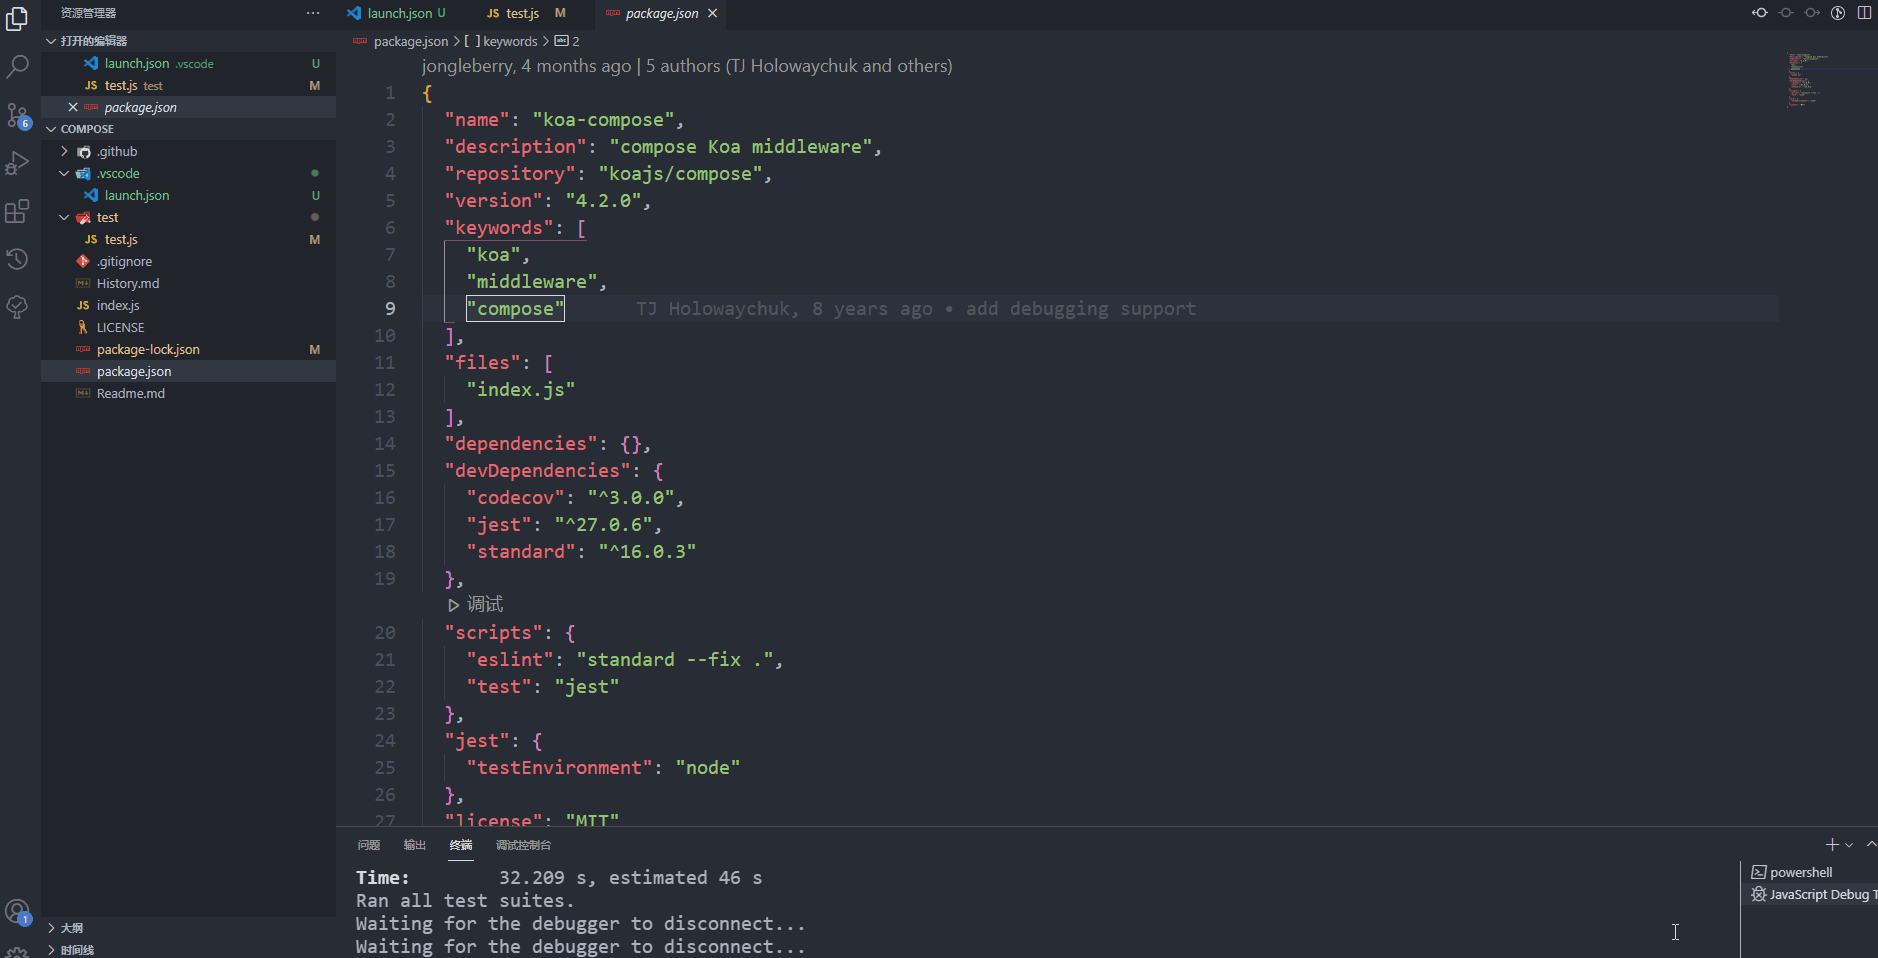 资源管理器
···
打开的编辑器
launch.json .vscode U
test.js test M
package.json
COMPOSE
.github
.vscode
launch.json U
test
JS test.js M
.gitignore
History.md
JS index.js
LICENSE
package-lock.json M
package.json
Readme.md
大纲
时间线
6
1
launch.json U
JS test.js M
package.json
package.json > [ ] keywords > abc 2
jongleberry, 4 months ago | 5 authors (TJ Holowaychuk and others)
1 {
2 "name": "koa-compose",
3 "description": "compose Koa middleware",
4 "repository": "koajs/compose",
5 "version": "4.2.0",
6 "keywords": [
7 "koa",
8 "middleware",
9 "compose" TJ Holowaychuk, 8 years ago • add debugging support
10 ],
11 "files": [
12 "index.js"
13 ],
14 "dependencies": {},
15 "devDependencies": {
16 "codecov": "^3.0.0",
17 "jest": "^27.0.6",
18 "standard": "^16.0.3"
19 },
调试
20 "scripts": {
21 "eslint": "standard --fix .",
22 "test": "jest"
23 },
24 "jest": {
25 "testEnvironment": "node"
26 },
27 "license": "MIT"
问题 输出 终端 调试控制台
Time: 32.209 s, estimated 46 s
Ran all test suites.
Waiting for the debugger to disconnect...
Waiting for the debugger to disconnect...
powershell
JavaScript Debug T